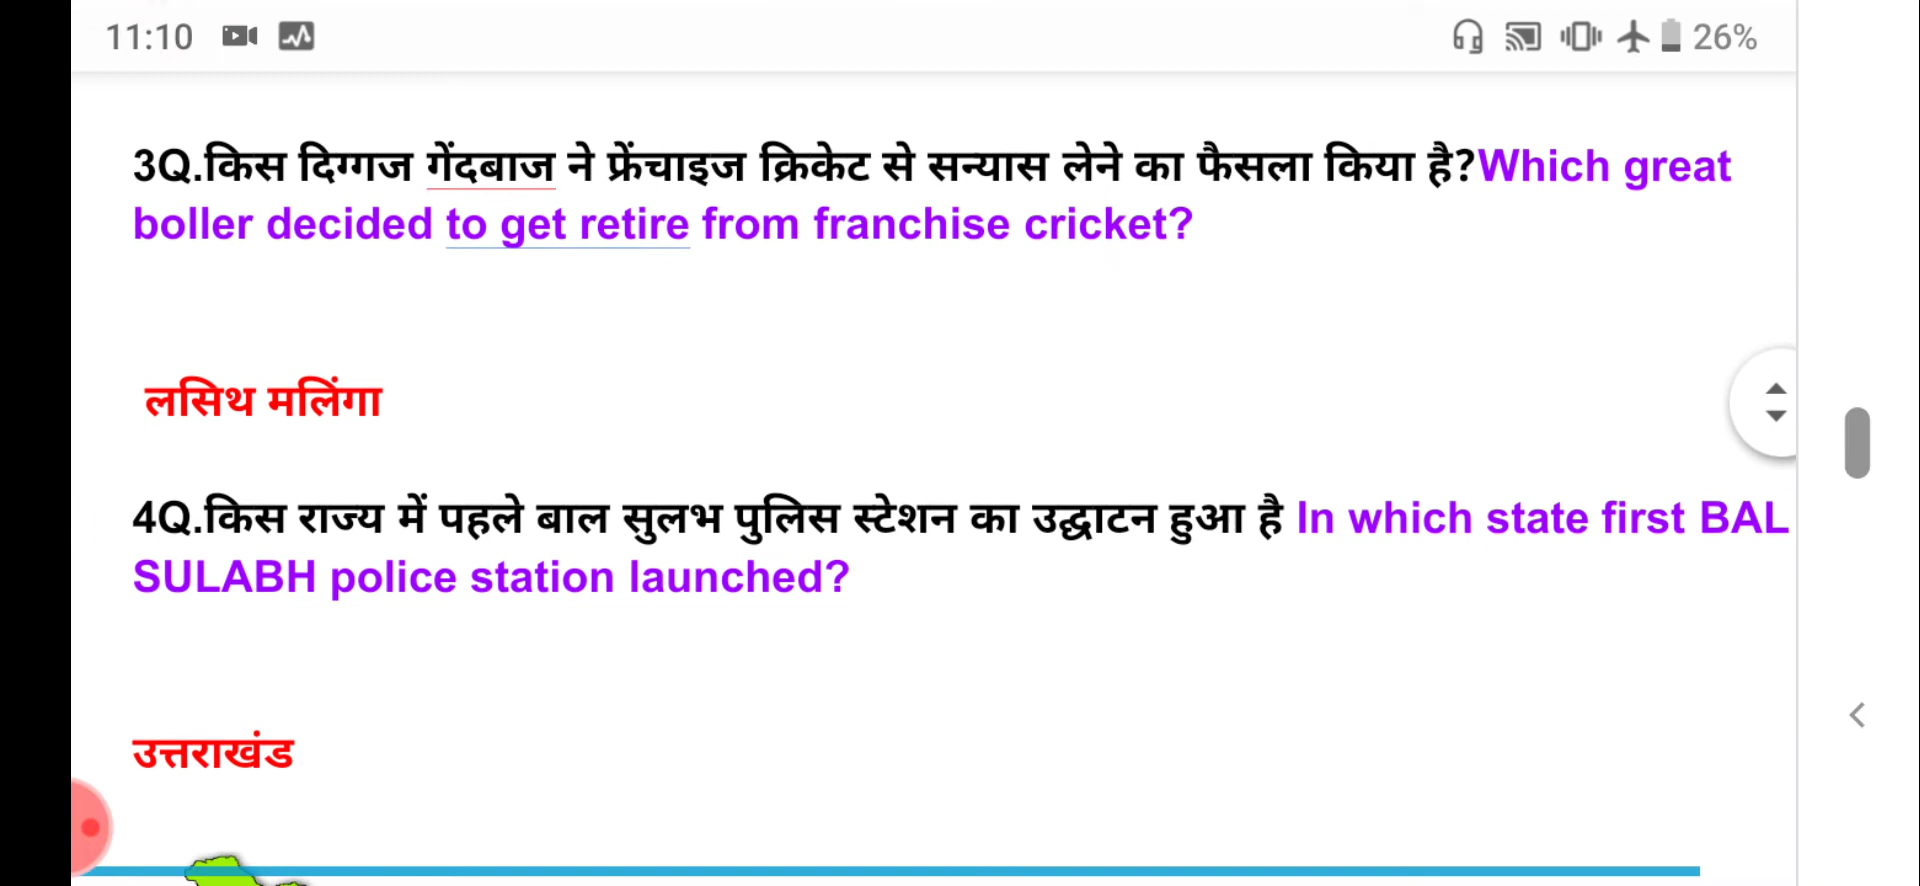 11:10 26%
3Q.किस दिग्गज गेंदबाज ने फ्रेंचाइज क्रिकेट से सन्यास लेने का फैसला किया है?Which great
boller decided to get retire from franchise cricket?
लसिथ मलिंगा
4Q.किस राज्य में पहले बाल सुलभ पुलिस स्टेशन का उद्घाटन हुआ है In which state first BAL
SULABH police station launched?
उत्तराखंड